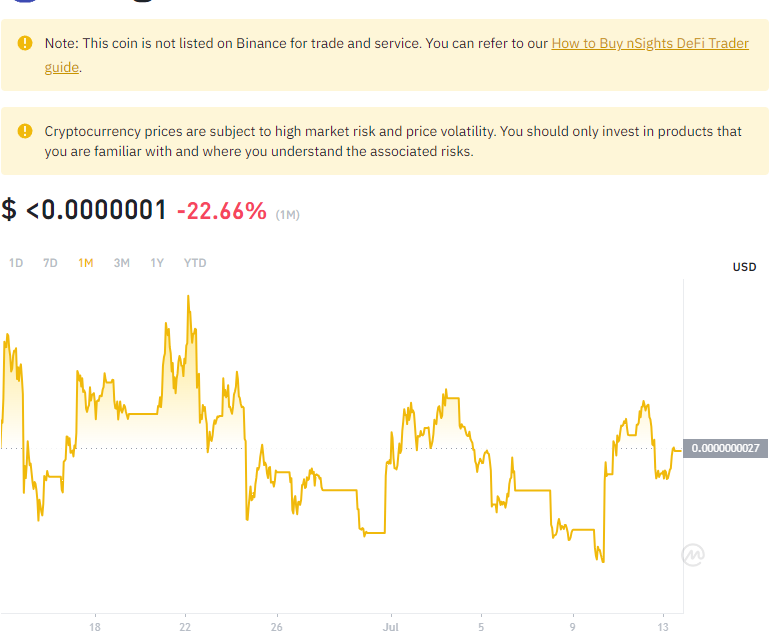 Note: This coin is not listed on Binance for trade and service. You can refer to our How to Buy nSights DeFi Trader
guide.
Cryptocurrency prices are subject to high market risk and price volatility. You should only invest in products that
you are familiar with and where you understand the associated risks.
$ <0.0000001 -22.66% (1M)
1D 7D 1M 3M 1Y YTD
USD
0.0000000027
18 22 26 Jul 5 9 13